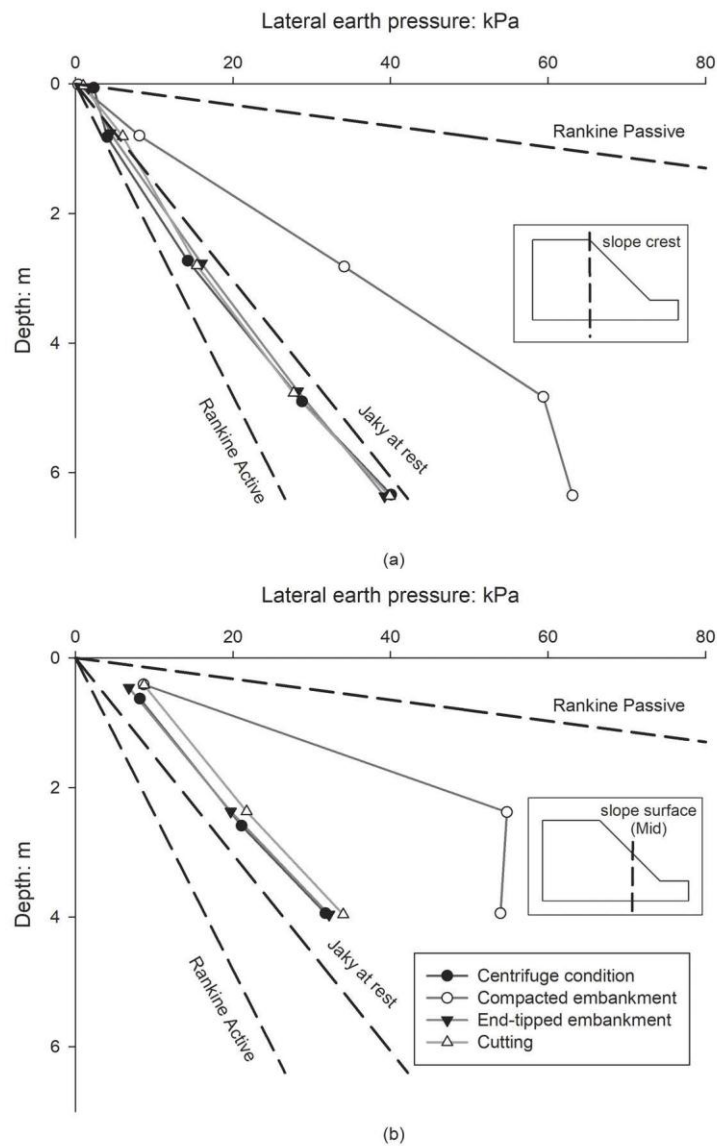 Lateral earth pressure: kPa
0 20 40 60 80
0
2
4
6
Depth: m
Rankine Passive
slope crest
Rankine Active
Jaky at rest
(a)
Lateral earth pressure: kPa
0 20 40 60 80
0
2
4
6
Depth: m
Rankine Passive
slope surface
(Mid)
Rankine Active
Jaky at rest
Centrifuge condition
Compacted embankment
End-tipped embankment
Cutting
(b)